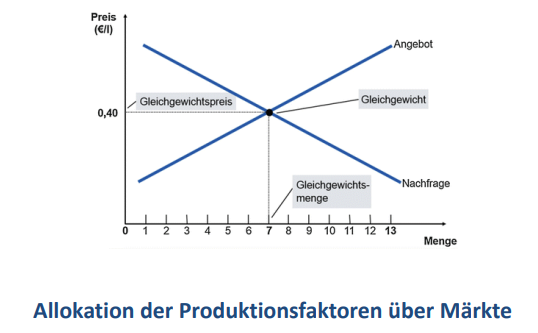 Preis
(€/l)
Angebot
Gleichgewichtspreis
Gleichgewicht
0,40
Gleichgewichts-
menge
Nachfrage
0 1 2 3 4 5 6 7 8 9 10 11 12 13
Menge
Allokation der Produktionsfaktoren über Märkte